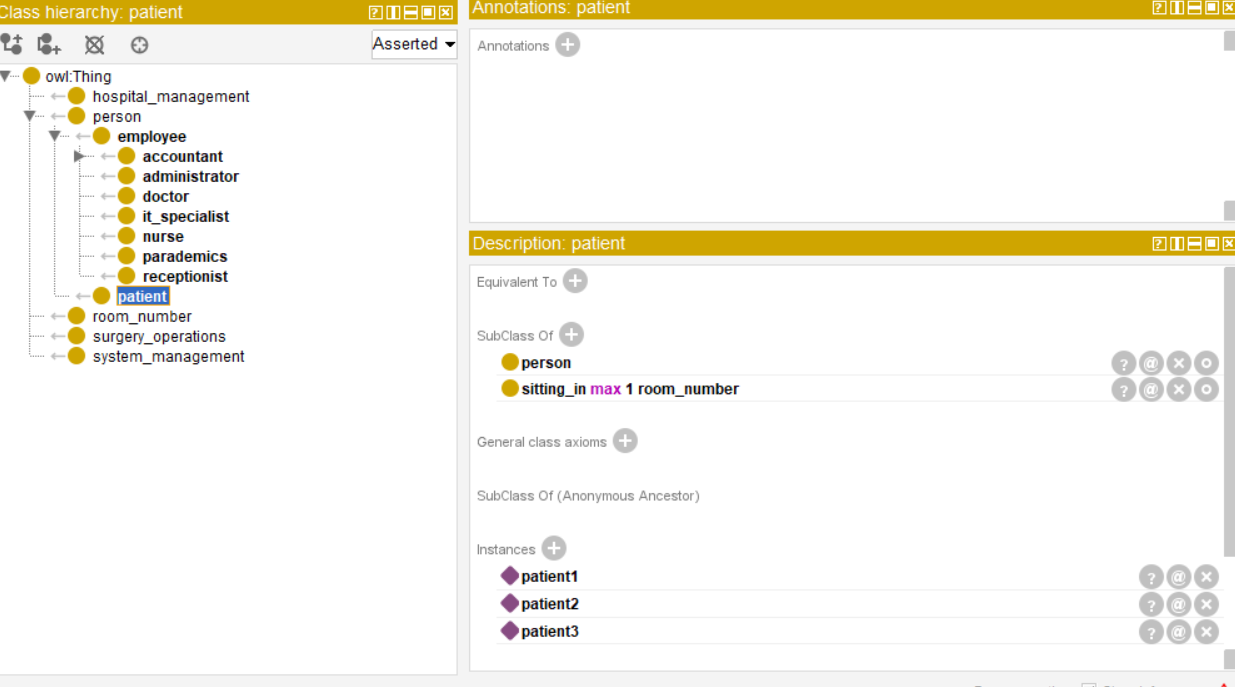 Class hierarchy: patient
Asserted
owl:Thing
hospital_management
person
employee
accountant
administrator
doctor
it_specialist
nurse
parademics
receptionist
patient
room_number
surgery_operations
system_management
Annotations: patient
Annotations
Description: patient
Equivalent To
SubClass Of
person
sitting_in max 1 room_number
General class axioms
SubClass Of (Anonymous Ancestor)
Instances
patient1
patient2
patient3